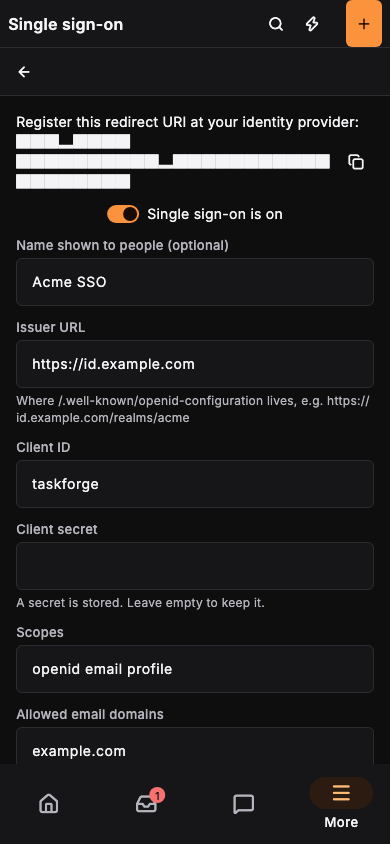 Single sign-on
Register this redirect URI at your identity provider:
Single sign-on is on
Name shown to people (optional)
Acme SSO
Issuer URL
https://id.example.com
Where /.well-known/openid-configuration lives, e.g. https://
id.example.com/realms/acme
Client ID
taskforge
Client secret
A secret is stored. Leave empty to keep it.
Scopes
openid email profile
Allowed email domains
example.com
1
More